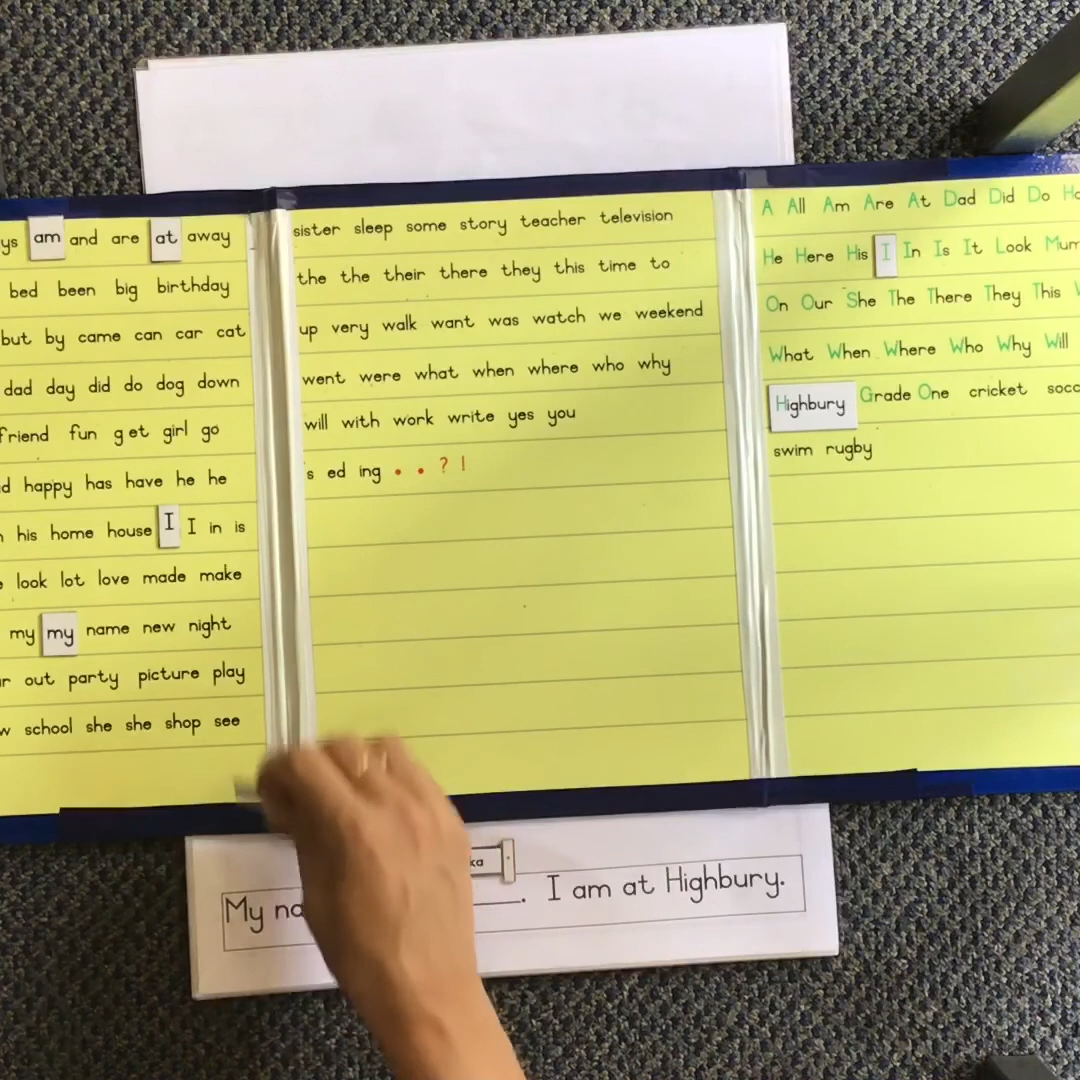 am and are at away
bed been big birthday
but by came can car cat
dad day did do dog down
friend fun get girl go
happy has have he he
his home house I I in is
look lot love made make
my my name new night
out party picture play
school she she shop see
sister sleep some story teacher television
the the their there they this time to
up very walk want was watch we weekend
went were what when where who why
will with work write yes you
s ed ing . . ? !
A All Am Are At Dad Did Do
He Here His I In Is It Look Mum
On Our She The There They This
What When Where Who Why Will
Highbury Grade One cricket
swim rugby
ka
My
. I am at Highbury.